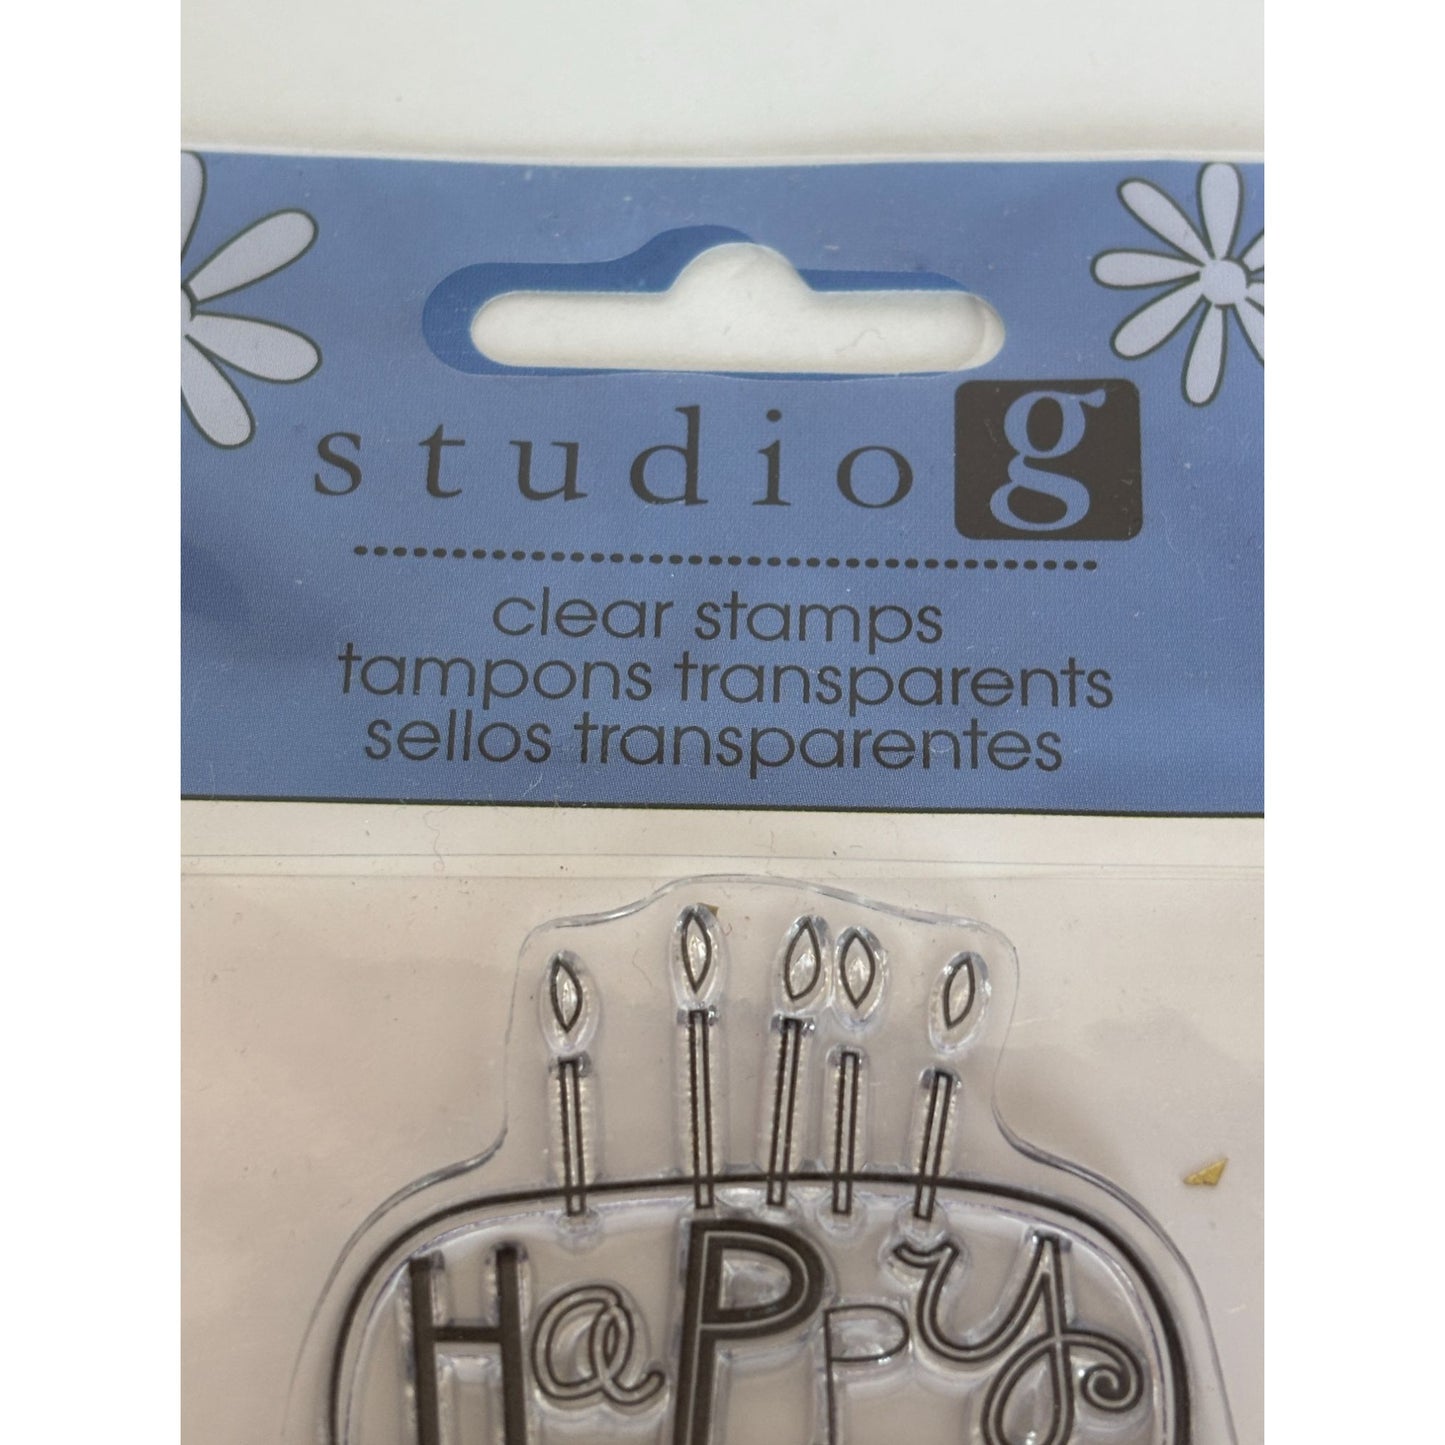 studio g
clear stamps
tampons transparents
sellos transparentes
HaPPy